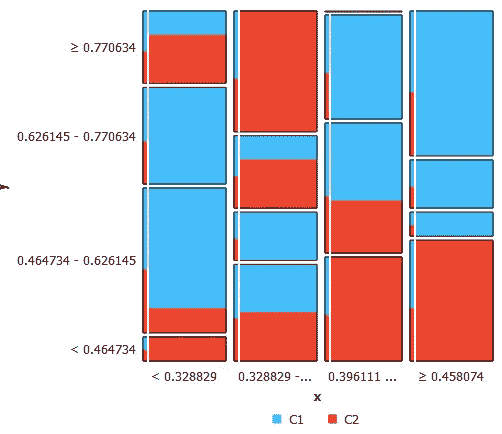 ≥ 0.770634
0.626145 - 0.770634
y
0.464734 - 0.626145
< 0.464734
< 0.328829
0.328829 -...
0.396111 ...
≥ 0.458074
x
C1
C2